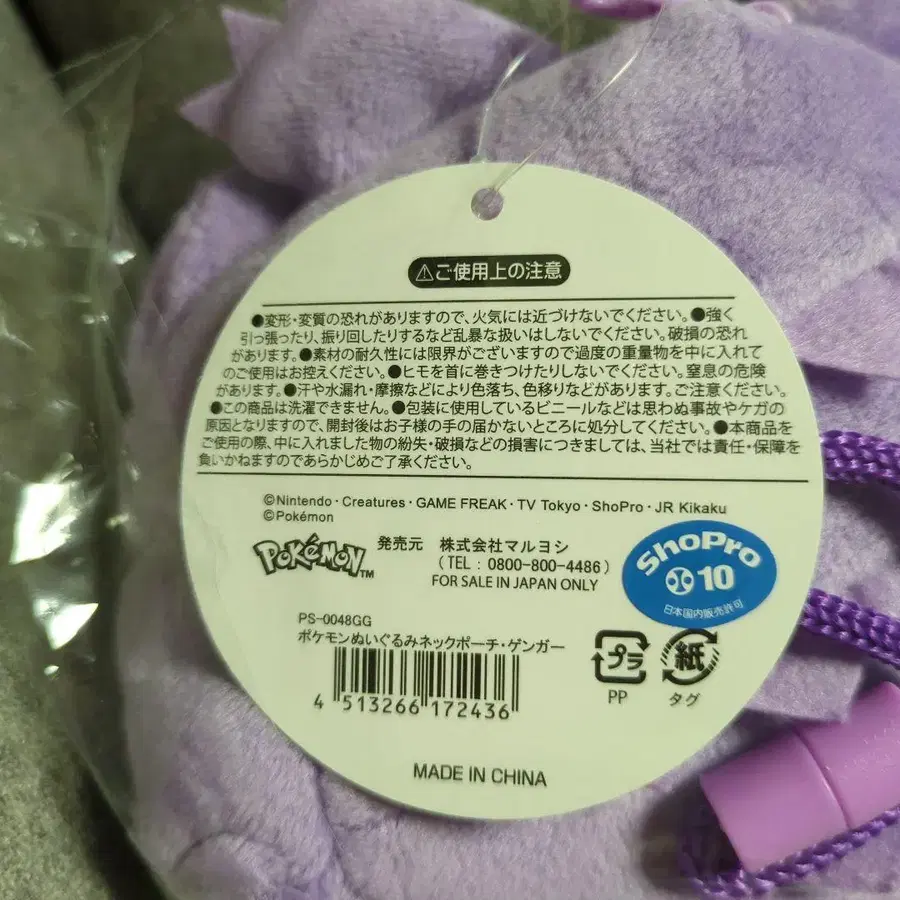 ⚠ご使用上の注意
●変形・変質の恐れがありますので、火気には近づけないでください。●強く
引っ張ったり、振り回したりするなど乱暴な扱いはしないでください。破損の恐れ
があります。●素材の耐久性には限界がございますので過度の重量物を中に入れて
のご使用はお控えください。●ヒモを首に巻きつけたりしないでください。窒息の危険
があります。●汗や水漏れ・摩擦などにより色落ち、色移りなどがあります。ご注意ください。
●この商品は洗濯できません。●包装に使用しているビニールなどは思わぬ事故やケガの
原因となりますので、開封後はお子様の手の届かないところに処分してください。●本商品を
ご使用の際、中に入れました物の紛失・破損などの損害につきましては、当社では責任・保障を
負いかねますのであらかじめご了承ください。
©Nintendo・Creatures・GAME FREAK・TV Tokyo・ShoPro・JR Kikaku
©Pokémon
POKéMON™
発売元 株式会社マルヨシ
(TEL:0800-800-4486)
FOR SALE IN JAPAN ONLY
ShoPro
10
日本国内販売許可
PS-0048GG
ポケモンぬいぐるみネックポーチ・ゲンガー
4 513266 172436
プラ
PP
紙
タグ
MADE IN CHINA